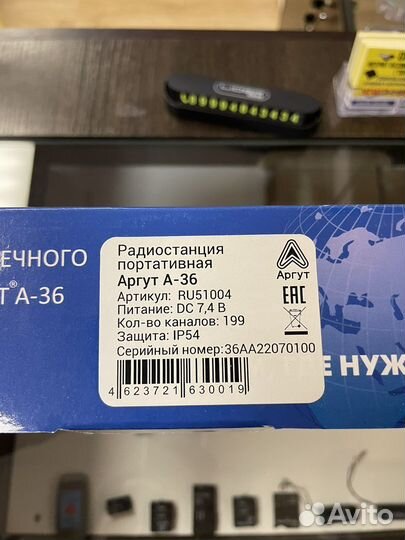 ЕЧНОГО
Т®А-36
Радиостанция
портативная
Аргут А-36
Артикул: RU51004
Питание: DC 7,4 В
Кол-во каналов: 199
Защита: IP54
Серийный номер:36AA22070100
4 623721 630019
Аргут
EAC
Е НУЖ
Avito